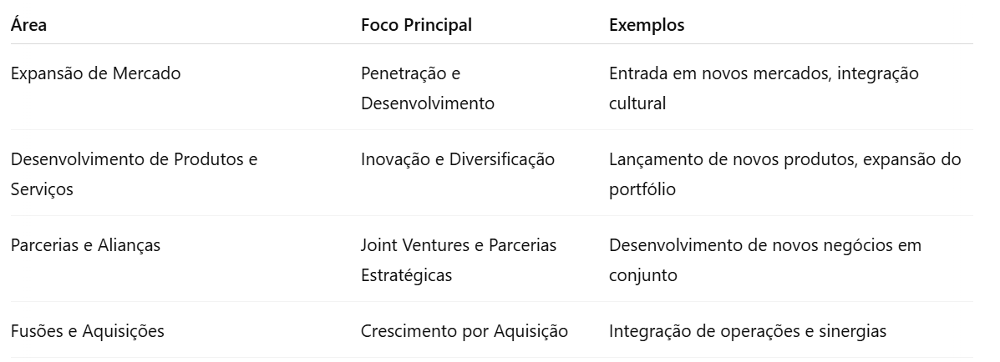 Área Foco Principal Exemplos
Expansão de Mercado Penetração e Entrada em novos mercados, integração
Desenvolvimento cultural
Desenvolvimento de Produtos e Inovação e Diversificação Lançamento de novos produtos, expansão do
Serviços portfólio
Parcerias e Alianças Joint Ventures e Parcerias Desenvolvimento de novos negócios em
Estratégicas conjunto
Fusões e Aquisições Crescimento por Aquisição Integração de operações e sinergias